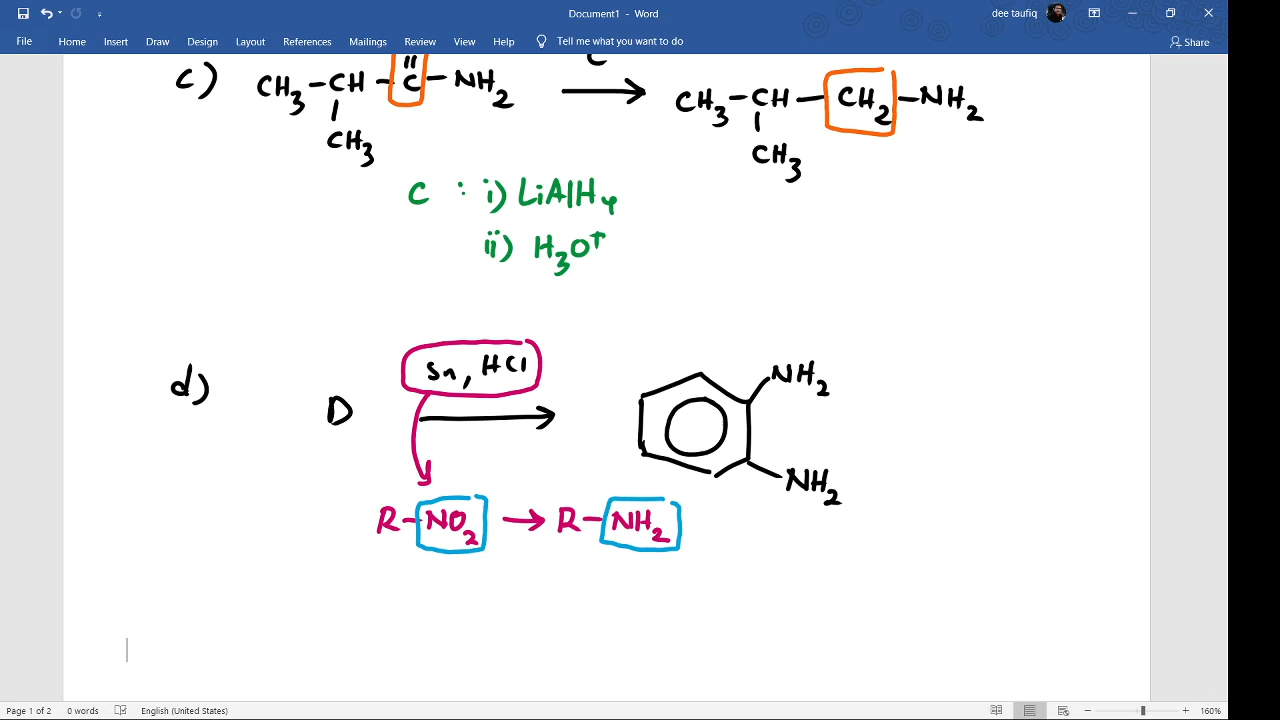 Document1 - Word
dee taufiq
File Home Insert Draw Design Layout References Mailings Review View Help Tell me what you want to do
Share
c) CH3-CH-C-NH2 → CH3-CH-CH2-NH2
CH3 CH3
C : i) LiAlH4
ii) H3O+
d) D Sn, HCl → NH2
NH2
R-NO2 → R-NH2
Page 1 of 2 0 words English (United States) 160%